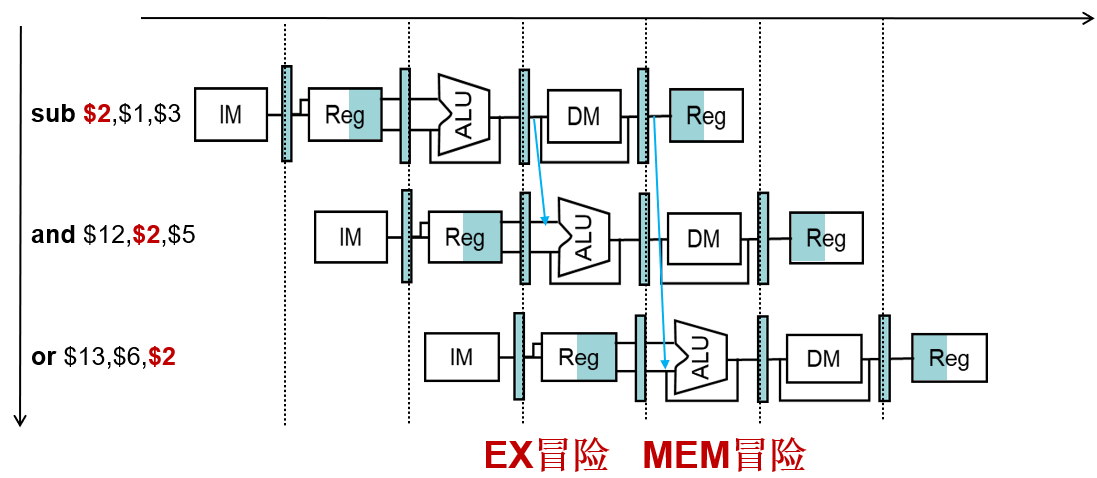 sub $2,$1,$3
IM
Reg
ALU
DM
Reg
and $12,$2,$5
IM
Reg
ALU
DM
Reg
or $13,$6,$2
IM
Reg
ALU
DM
Reg
EX冒险 MEM冒险